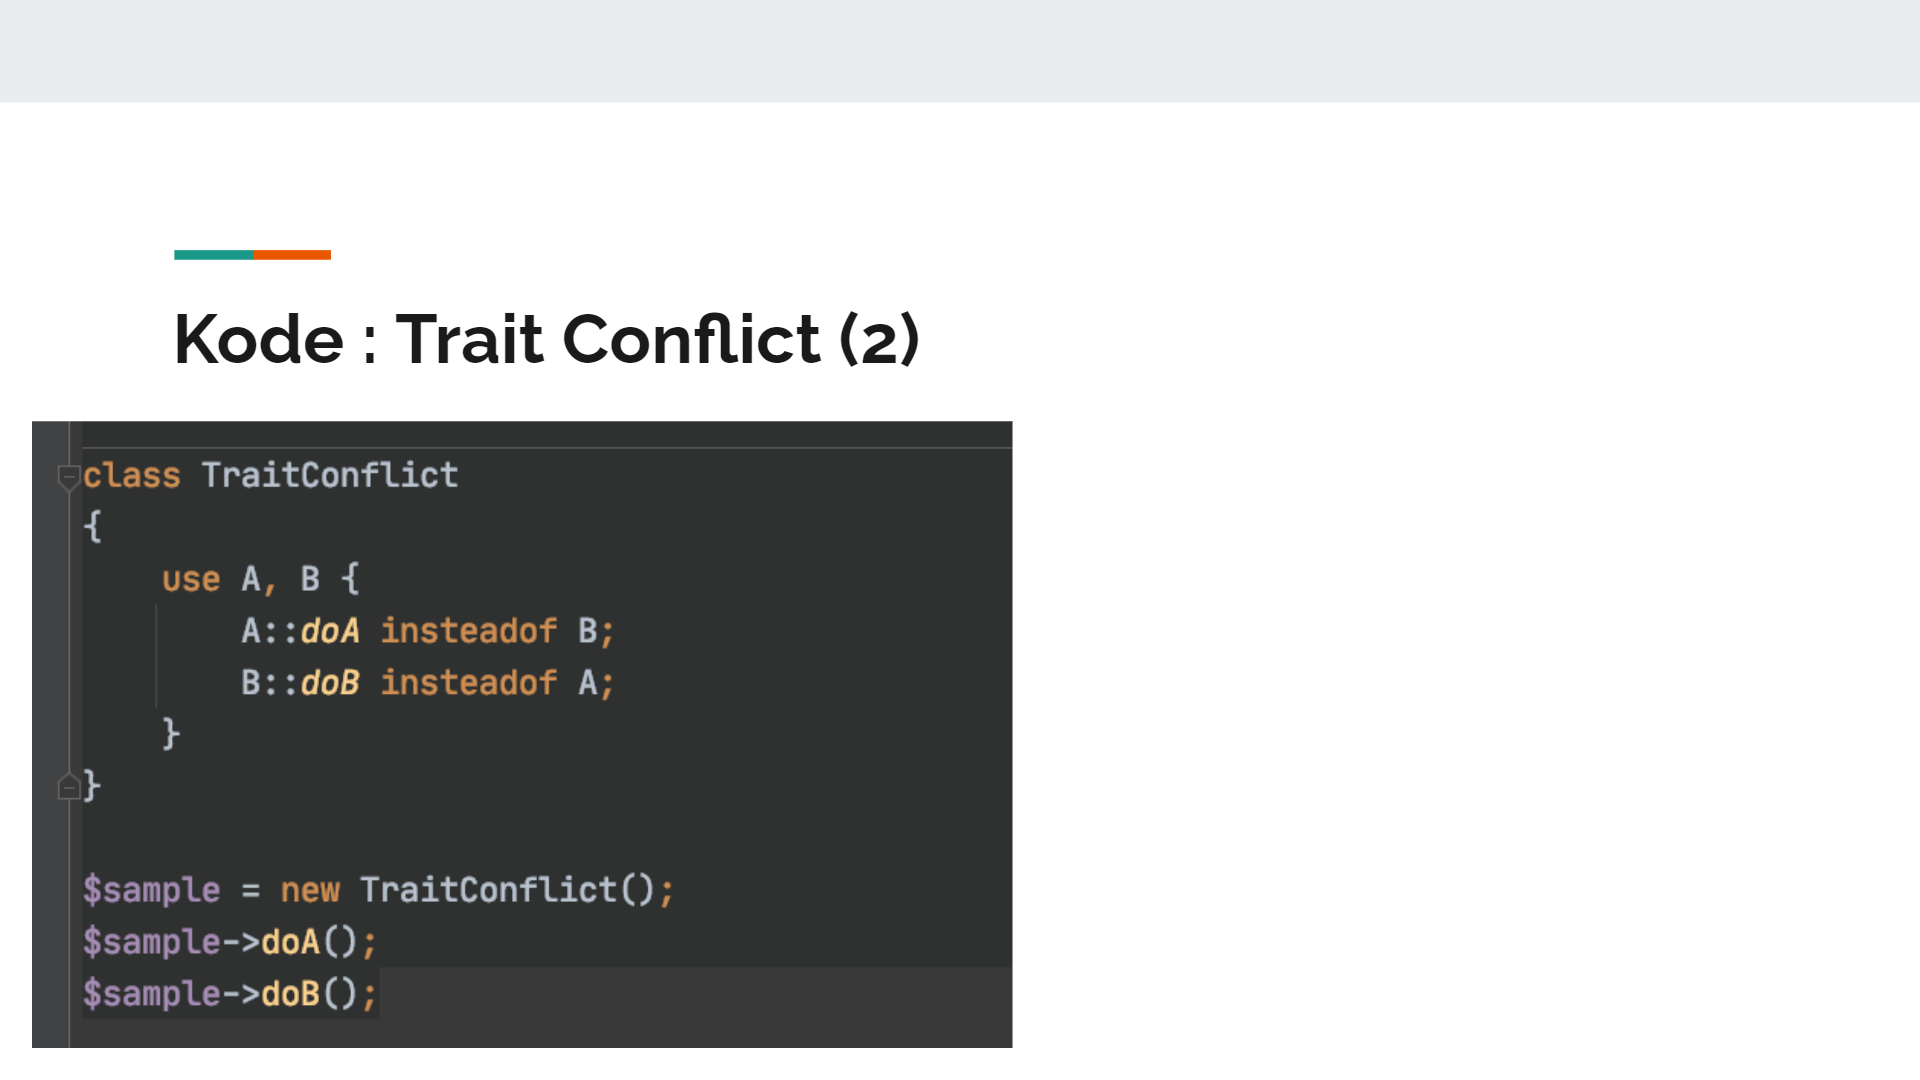 Kode : Trait Conflict (2)
class TraitConflict
{
    use A, B {
        A::doA insteadof B;
        B::doB insteadof A;
    }
}
$sample = new TraitConflict();
$sample->doA();
$sample->doB();